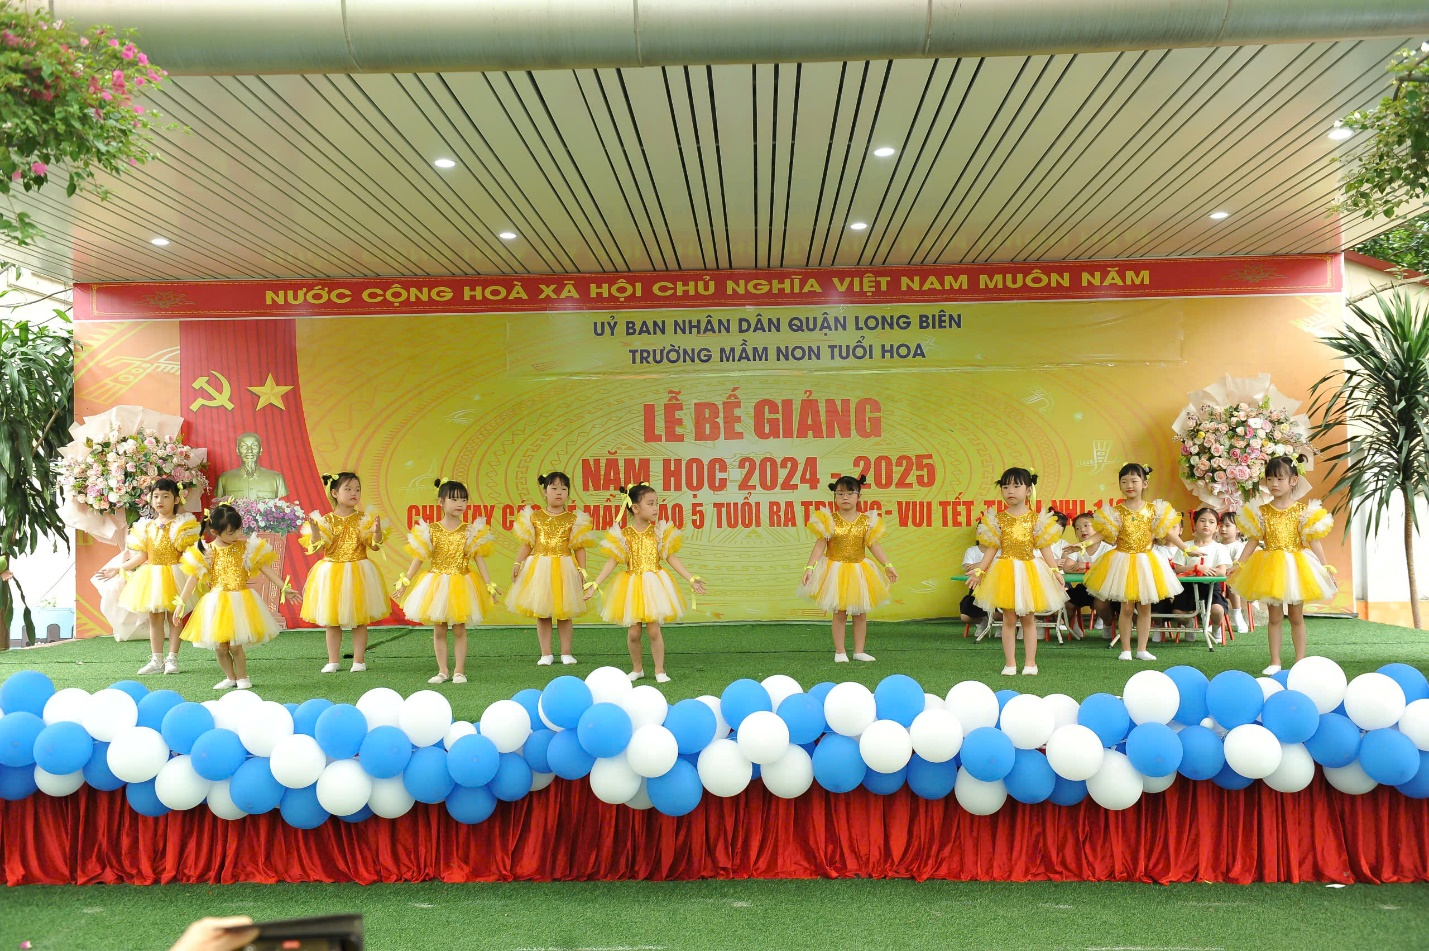 NƯỚC CỘNG HOÀ XÃ HỘI CHỦ NGHĨA VIỆT NAM MUÔN NĂM
UỶ BAN NHÂN DÂN QUẬN LONG BIÊN
TRƯỜNG MẦM NON TUỔI HOA
LỄ BẾ GIẢNG
NĂM HỌC 2024 - 2025
5 TUỔI RA - VUI TẾT